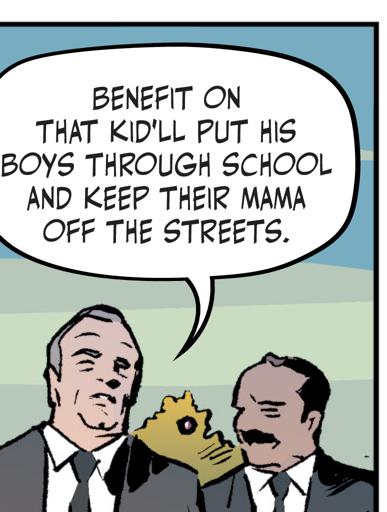 BENEFIT ON
THAT KID'LL PUT HIS
BOYS THROUGH SCHOOL
AND KEEP THEIR MAMA
OFF THE STREETS.